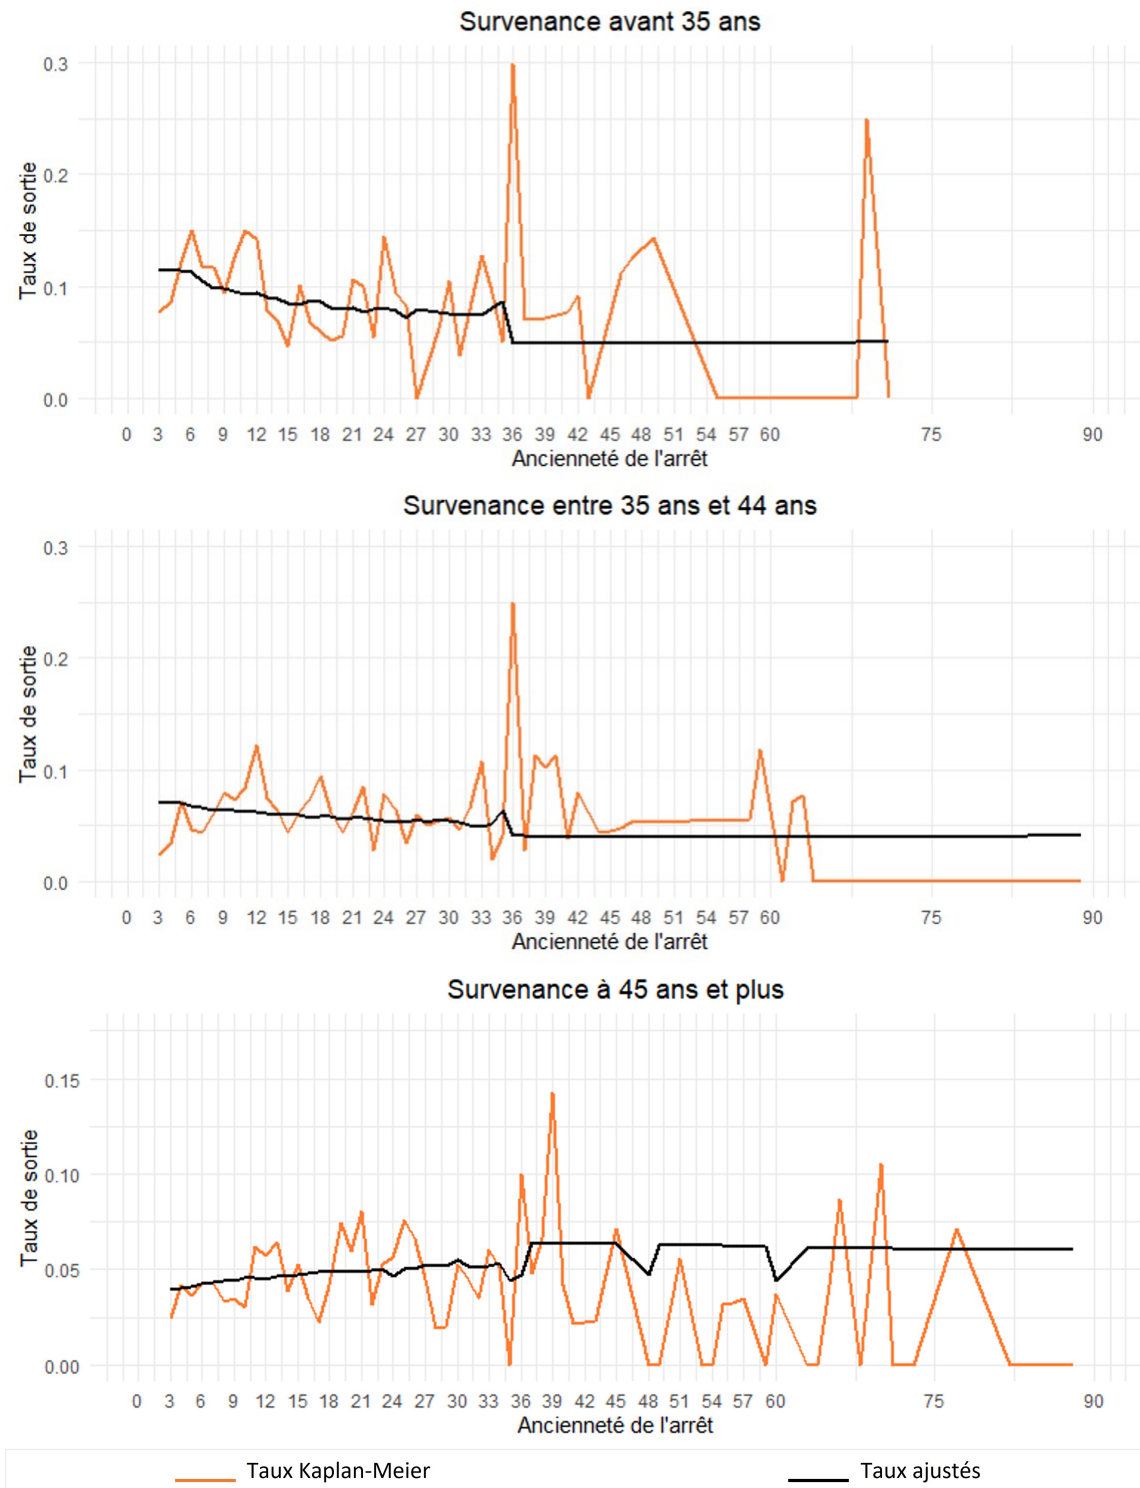 Survenance avant 35 ans
0.3
0.2
0.1
0.0
Taux de sortie
0 3 6 9 12 15 18 21 24 27 30 33 36 39 42 45 48 51 54 57 60 75 90
Ancienneté de l'arrêt
Survenance entre 35 ans et 44 ans
0.3
0.2
0.1
0.0
Taux de sortie
0 3 6 9 12 15 18 21 24 27 30 33 36 39 42 45 48 51 54 57 60 75 90
Ancienneté de l'arrêt
Survenance à 45 ans et plus
0.15
0.10
0.05
0.00
Taux de sortie
0 3 6 9 12 15 18 21 24 27 30 33 36 39 42 45 48 51 54 57 60 75 90
Ancienneté de l'arrêt
Taux Kaplan-Meier Taux ajustés